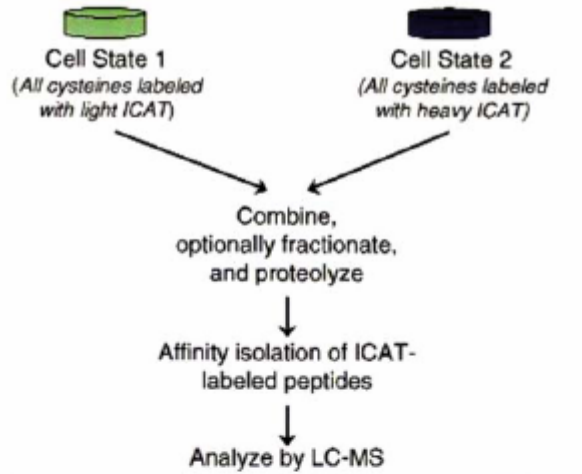 Cell State 1
(All cysteines labeled
with light ICAT)
Cell State 2
(All cysteines labeled
with heavy ICAT)
Combine,
optionally fractionate,
and proteolyze
Affinity isolation of ICAT-
labeled peptides
Analyze by LC-MS